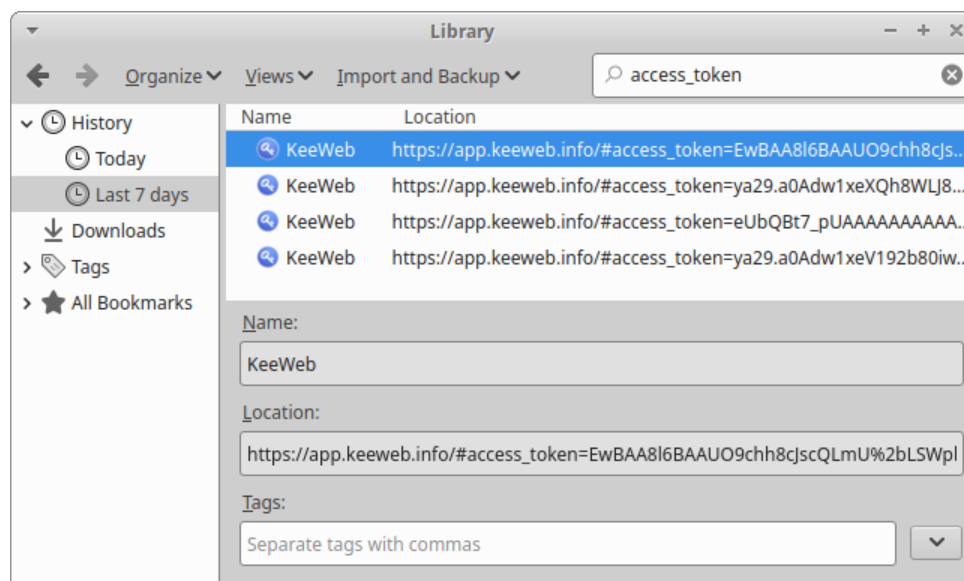 Library
Organize Views Import and Backup access_token
History
Today
Last 7 days
Downloads
Tags
All Bookmarks
Name Location
KeeWeb https://app.keeweb.info/#access_token=EwBAA8l6BAAUO9chh8cJs...
KeeWeb https://app.keeweb.info/#access_token=ya29.a0Adw1xeXQh8WLJ8...
KeeWeb https://app.keeweb.info/#access_token=eUbQBt7_pUAAAAAAAAAA...
KeeWeb https://app.keeweb.info/#access_token=ya29.a0Adw1xeV192b80iw...
Name:
KeeWeb
Location:
https://app.keeweb.info/#access_token=EwBAA8l6BAAUO9chh8cJscQLmU%2bLSWpl
Tags:
Separate tags with commas